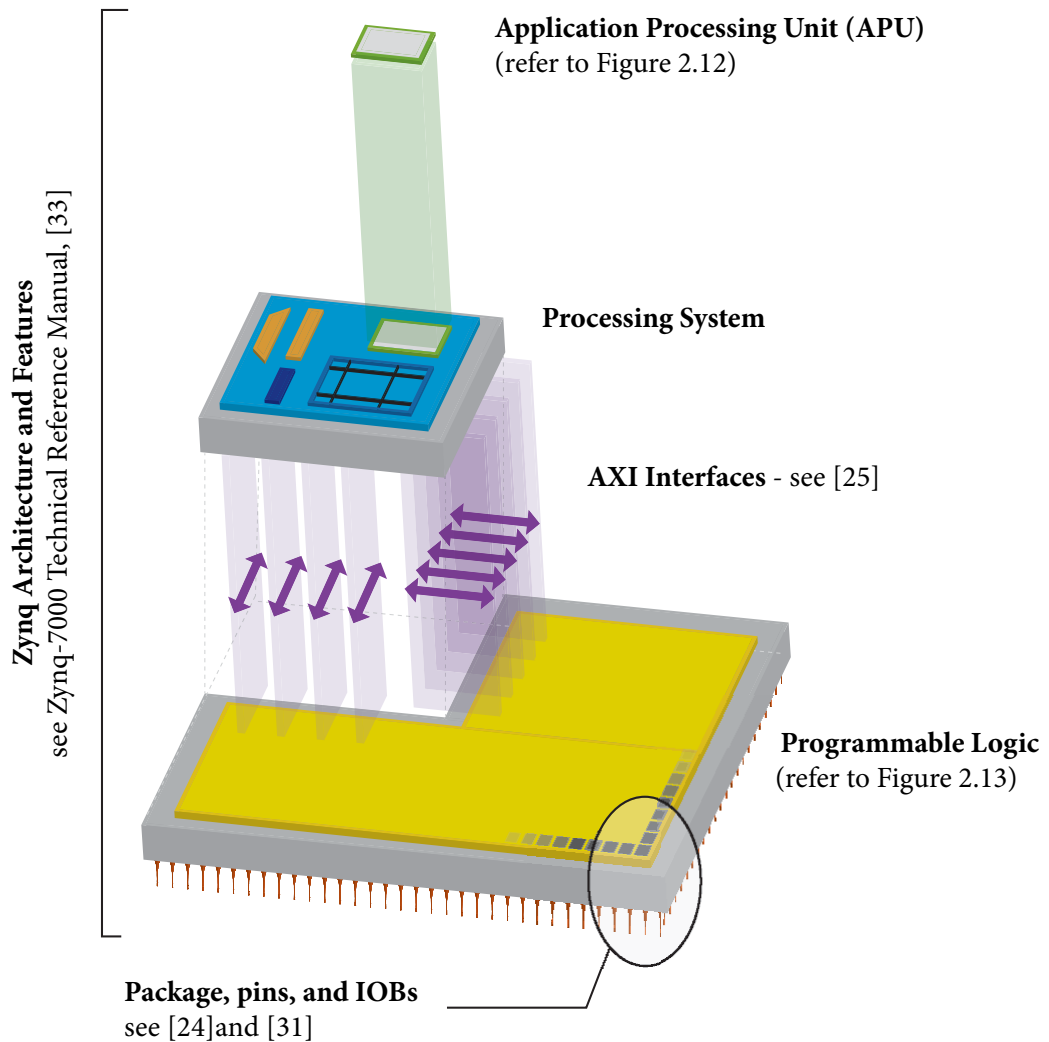 Application Processing Unit (APU)
(refer to Figure 2.12)
Zynq Architecture and Features
see Zynq-7000 Technical Reference Manual, [33]
Processing System
AXI Interfaces - see [25]
Programmable Logic
(refer to Figure 2.13)
Package, pins, and IOBs
see [24]and [31]